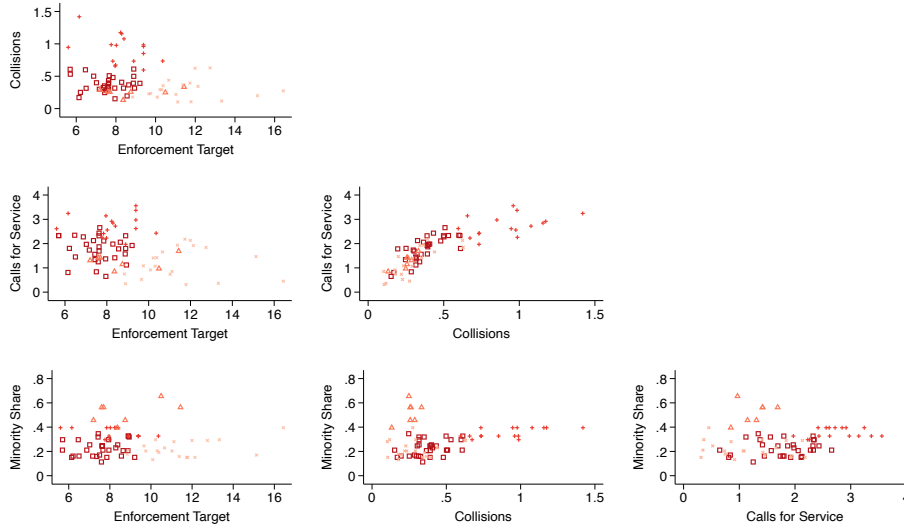 Collisions
1.5
1
.5
0
6 8 10 12 14 16
Enforcement Target
Calls for Service
4
3
2
1
0
6 8 10 12 14 16
Enforcement Target
Calls for Service
4
3
2
1
0
0 .5 1 1.5
Collisions
Minority Share
.8
.6
.4
.2
0
6 8 10 12 14 16
Enforcement Target
Minority Share
.8
.6
.4
.2
0
0 .5 1 1.5
Collisions
Minority Share
.8
.6
.4
.2
0
0 1 2 3 4
Calls for Service